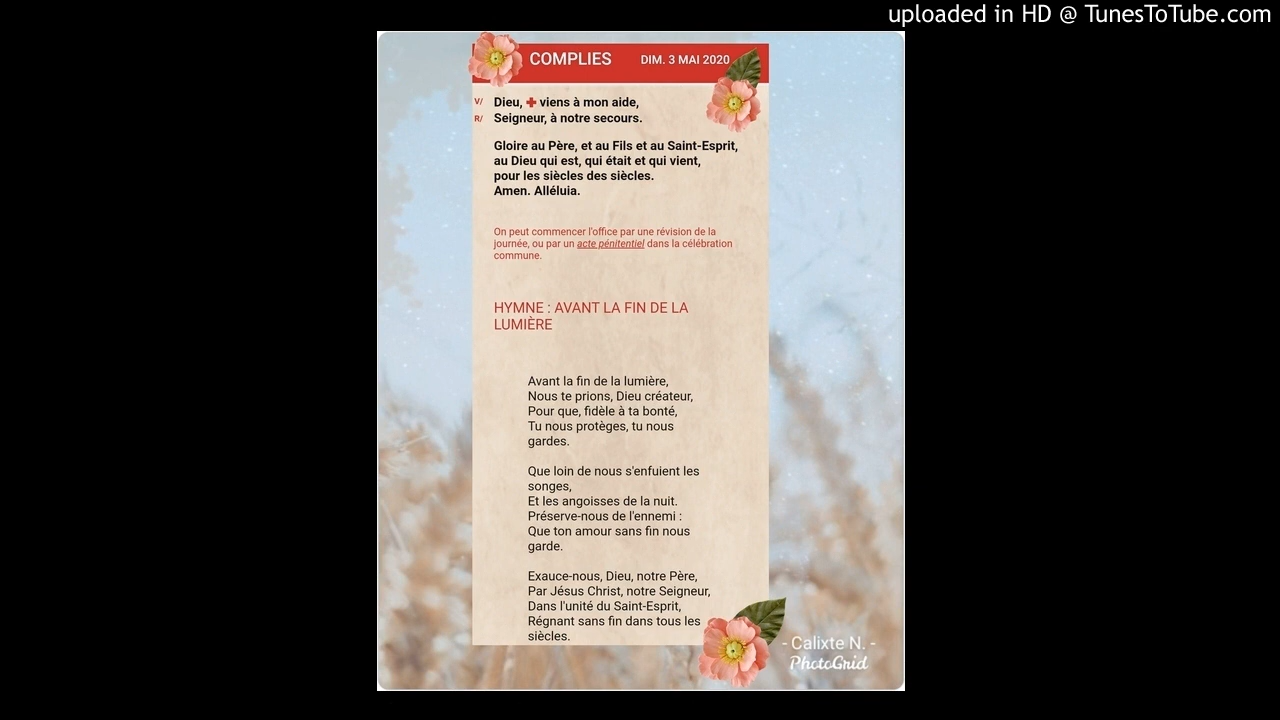 uploaded in HD @ TunesToTube.com
COMPLIES DIM. 3 MAI 2020
V/ Dieu, ✚ viens à mon aide,
R/ Seigneur, à notre secours.
Gloire au Père, et au Fils et au Saint-Esprit,
au Dieu qui est, qui était et qui vient,
pour les siècles des siècles.
Amen. Alléluia.
On peut commencer l'office par une révision de la
journée, ou par un acte pénitentiel dans la célébration
commune.
HYMNE : AVANT LA FIN DE LA
LUMIÈRE
Avant la fin de la lumière,
Nous te prions, Dieu créateur,
Pour que, fidèle à ta bonté,
Tu nous protèges, tu nous
gardes.
Que loin de nous s'enfuient les
songes,
Et les angoisses de la nuit.
Préserve-nous de l'ennemi :
Que ton amour sans fin nous
garde.
Exauce-nous, Dieu, notre Père,
Par Jésus Christ, notre Seigneur,
Dans l'unité du Saint-Esprit,
Régnant sans fin dans tous les
siècles.
- Calixte N. -
PhotoGrid